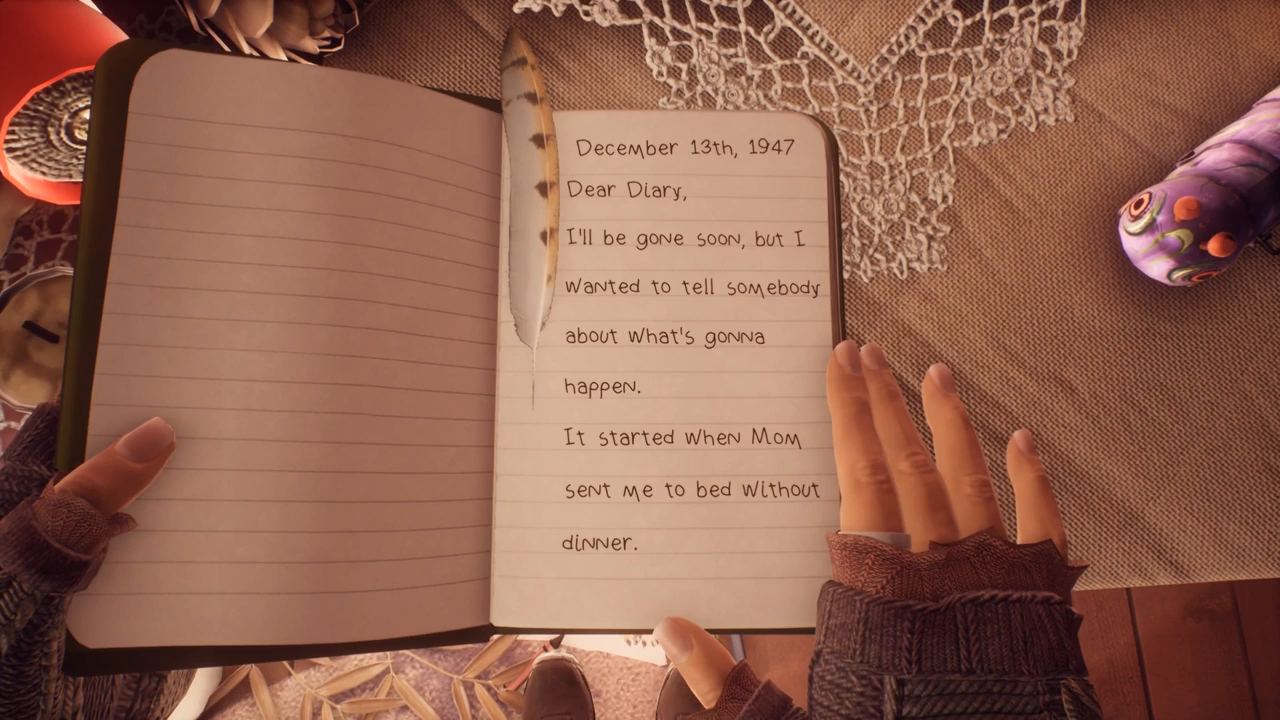 December 13th, 1947
Dear Diary,
I'll be gone soon, but I
wanted to tell somebody
about what's gonna
happen.
It started when Mom
sent me to bed without
dinner.